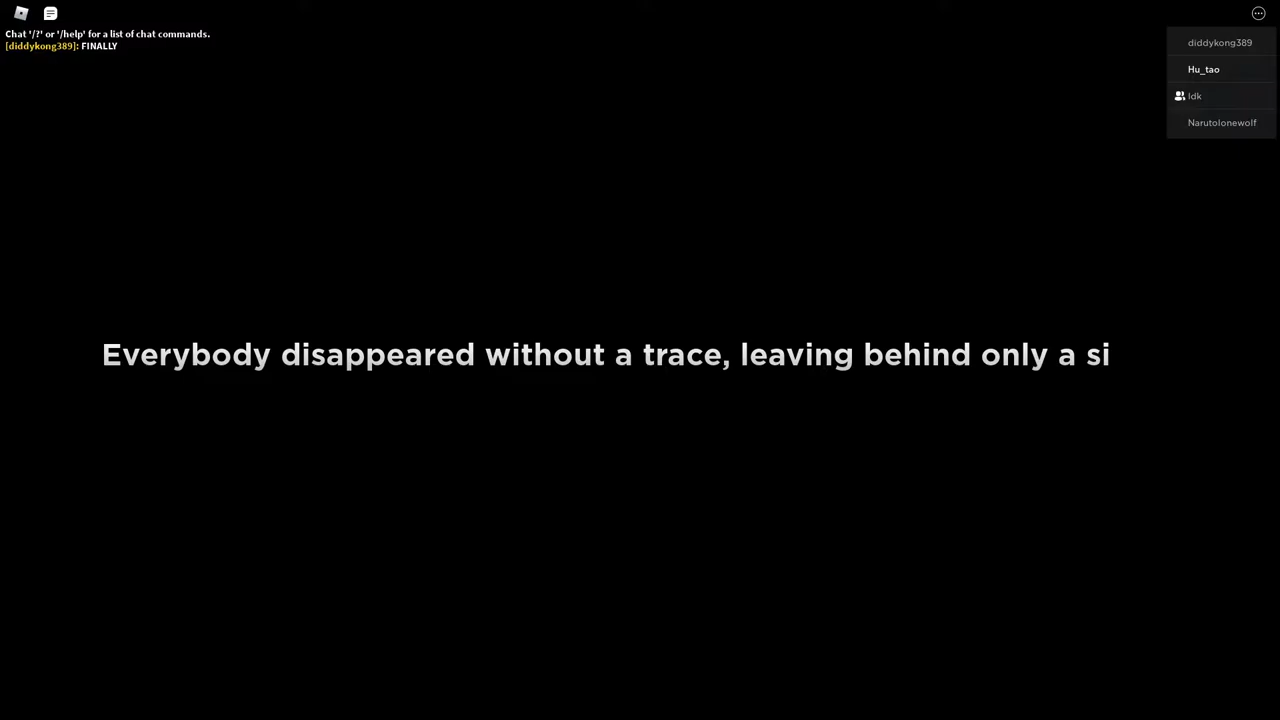 Chat '/?' or '/help' for a list of chat commands.
[diddykong389]: FINALLY
diddykong389
Hu_tao
Idk
Narutolonewolf
Everybody disappeared without a trace, leaving behind only a si